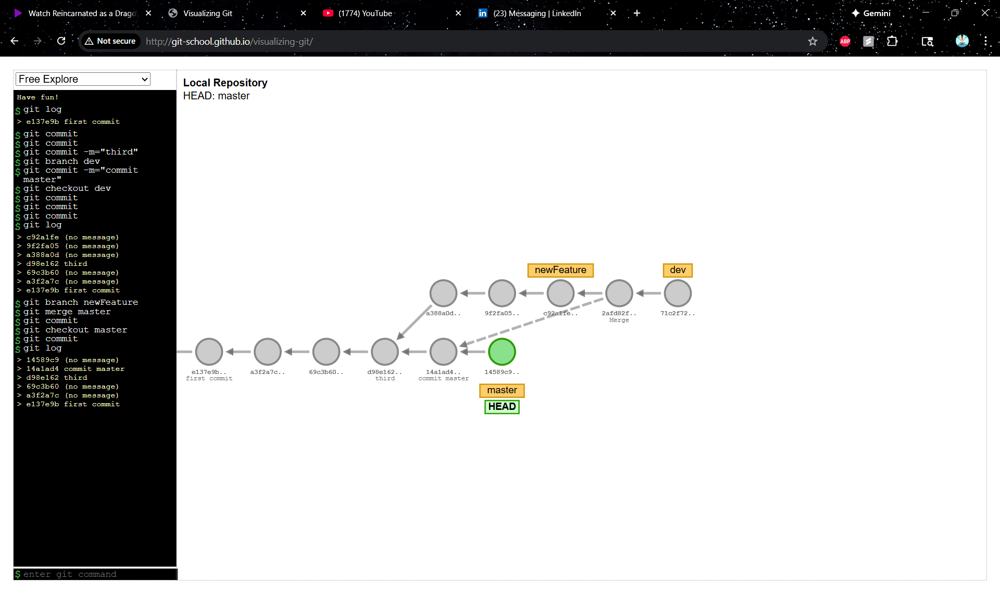 Watch Reincarnated as a Drago
Visualizing Git
(1774) YouTube
(23) Messaging | LinkedIn
Gemini
Not secure
http://git-school.github.io/visualizing-git/
ABP
Free Explore
Have fun!
$ git log
> e137e9b first commit
$ git commit
$ git commit
$ git commit -m="third"
$ git branch dev
$ git commit -m="commit
master"
$ git checkout dev
$ git commit
$ git commit
$ git commit
$ git log
> c92a1fe (no message)
> 9f2fa05 (no message)
> a388a0d (no message)
> d98e162 third
> 69c3b60 (no message)
> a3f2a7c (no message)
> e137e9b first commit
$ git branch newFeature
$ git merge master
$ git commit
$ git checkout master
$ git commit
$ git log
> 14589c9 (no message)
> 14a1ad4 commit master
> d98e162 third
> 69c3b60 (no message)
> a3f2a7c (no message)
> e137e9b first commit
$ enter git command
Local Repository
HEAD: master
newFeature
dev
a388a0d..
9f2fa05..
c92a1fe..
2afd82f..
71c2f72..
Merge
e137e9b..
a3f2a7c..
69c3b60..
d98e162..
14a1ad4..
14589c9..
first commit
third
commit master
master
HEAD